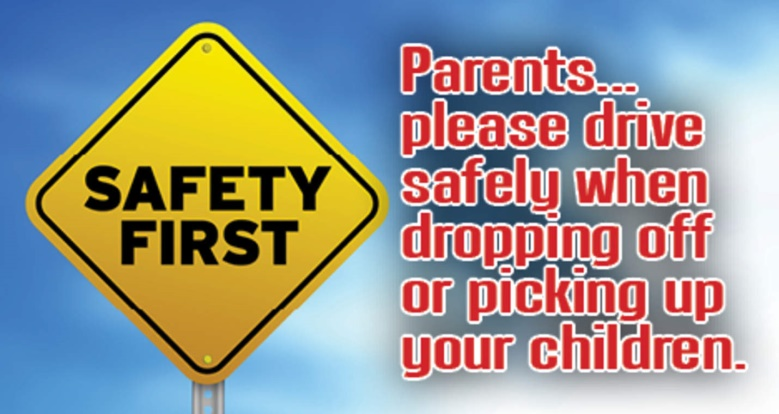 SAFETY
FIRST
Parents...
please drive
safely when
dropping off
or picking up
your children.